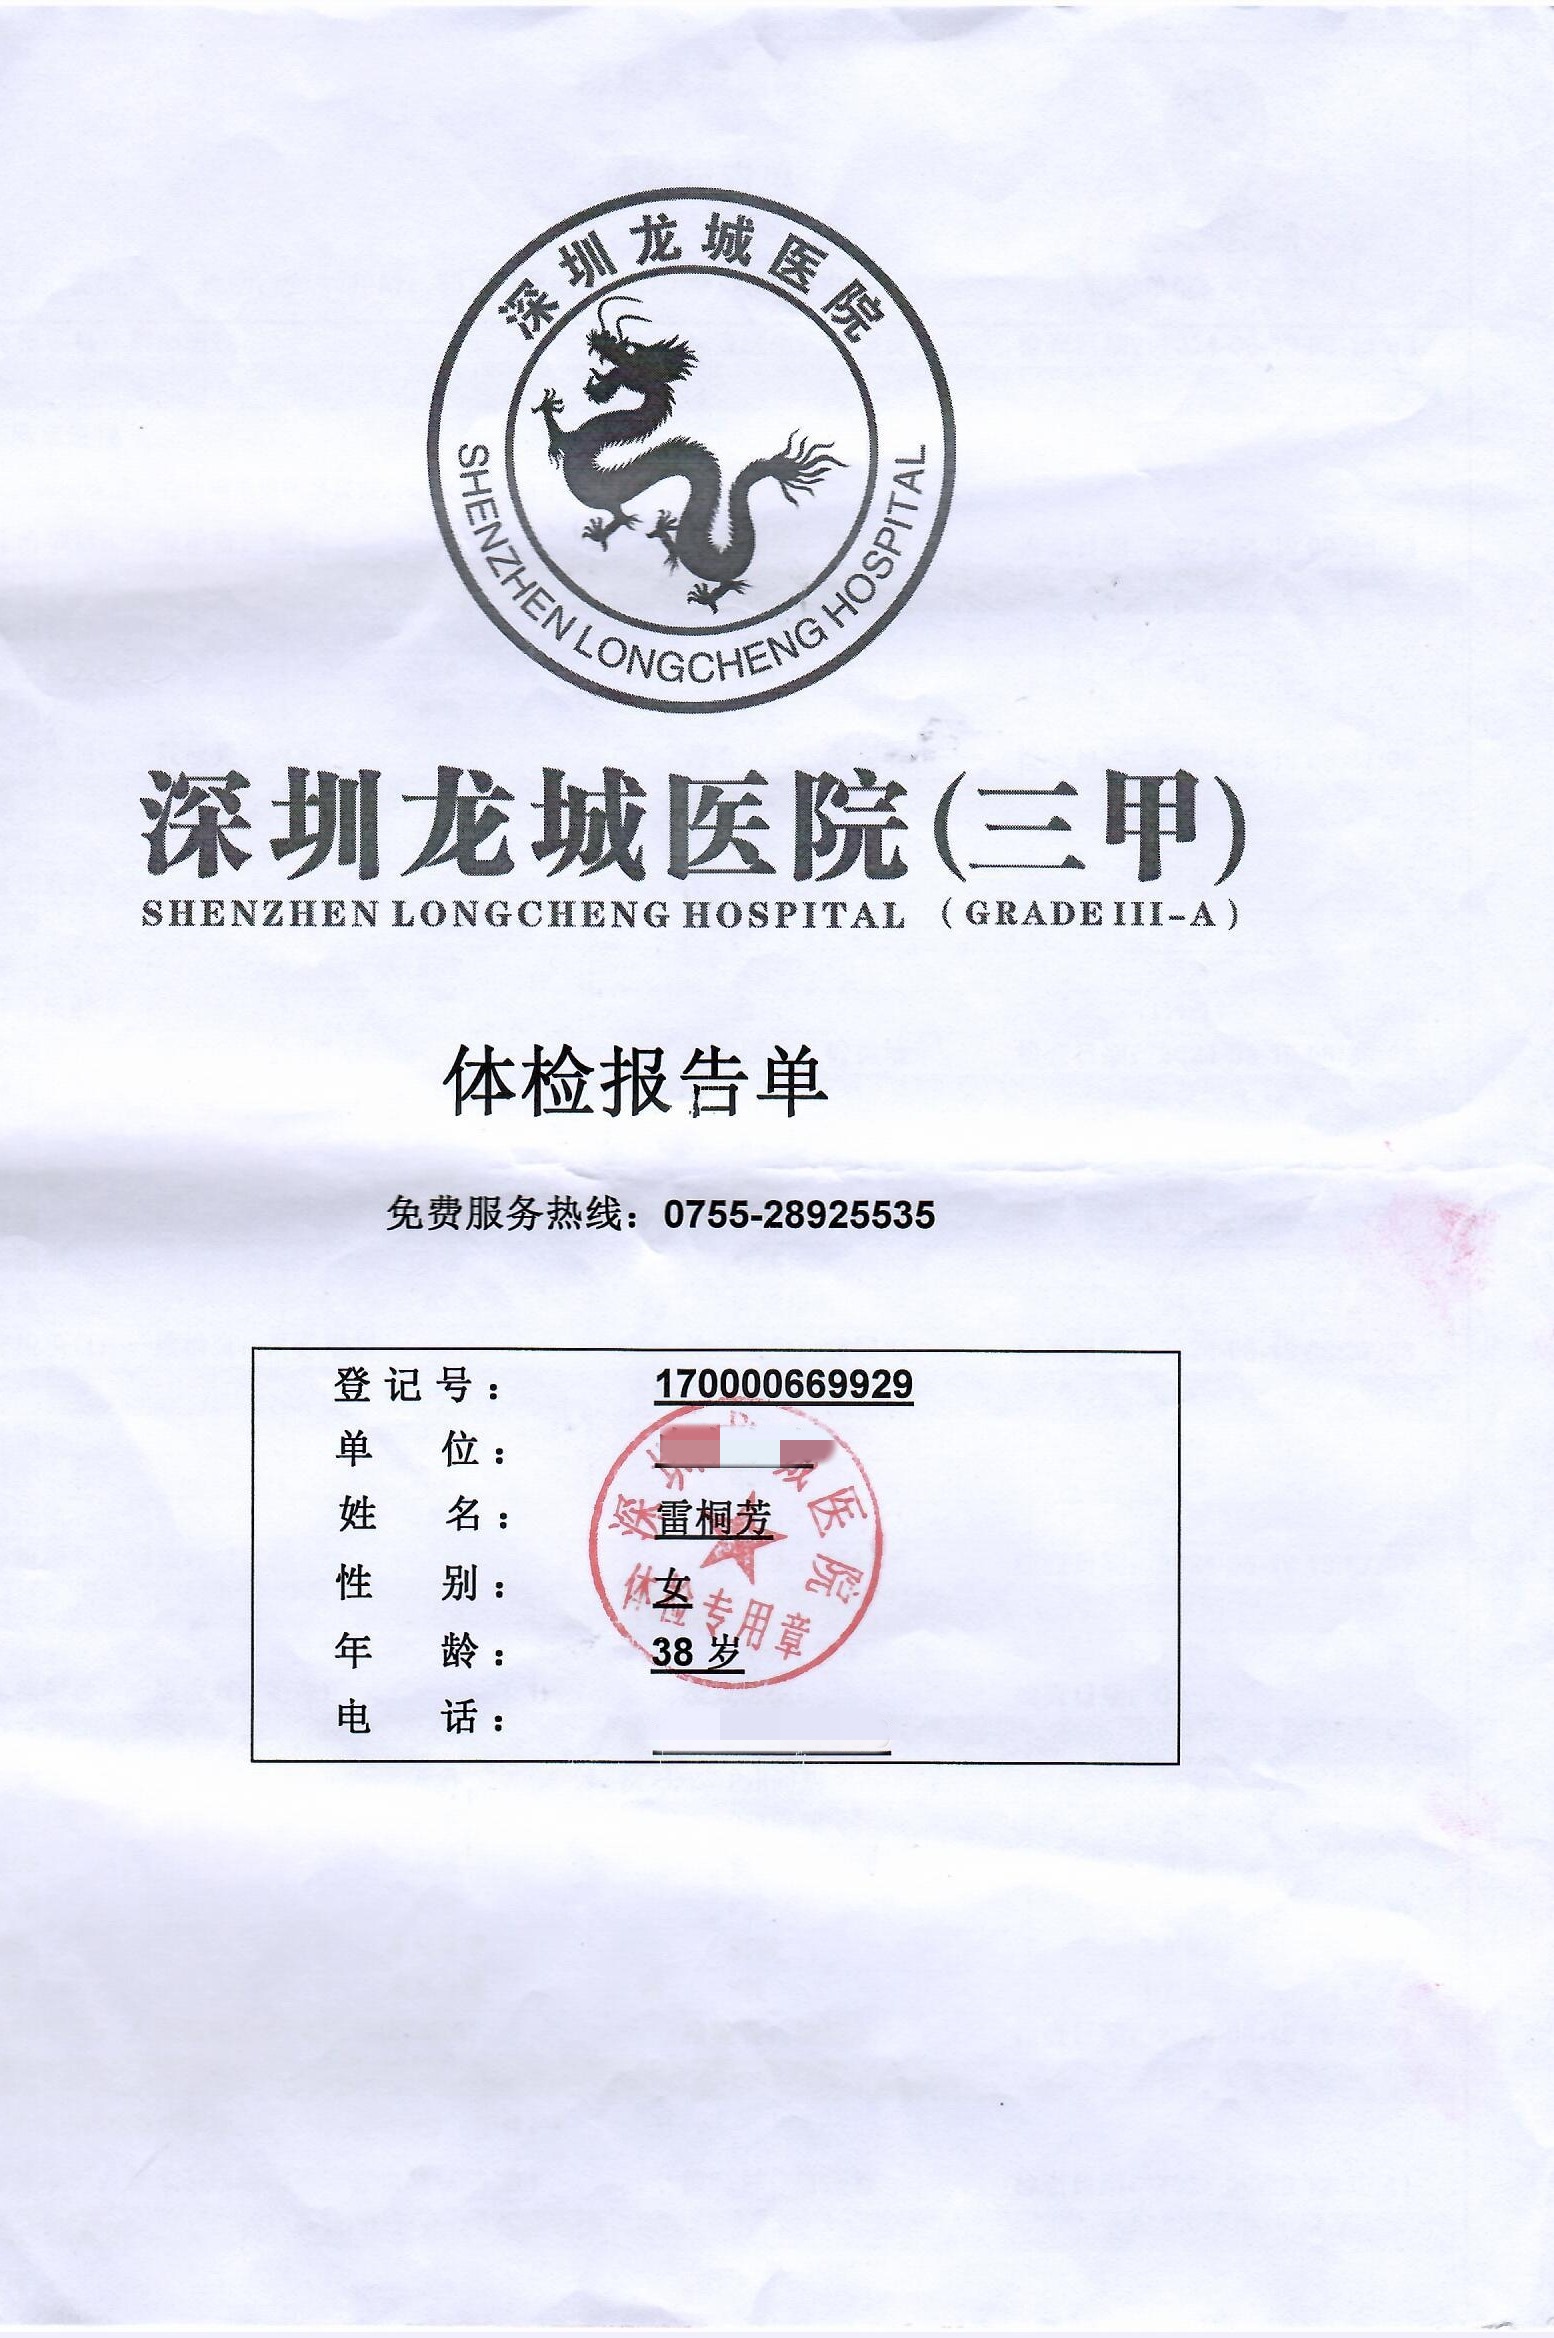 深圳龙城医院
SHENZHEN LONGCHENG HOSPITAL
深圳龙城医院(三甲)
SHENZHEN LONGCHENG HOSPITAL (GRADE III-A)
体检报告单
免费服务热线：0755-28925535
登记号： 170000669929
单 位：
姓 名： 雷桐芳
性 别： 女
年 龄： 38 岁
电 话：
深圳 城医院
体检专用章